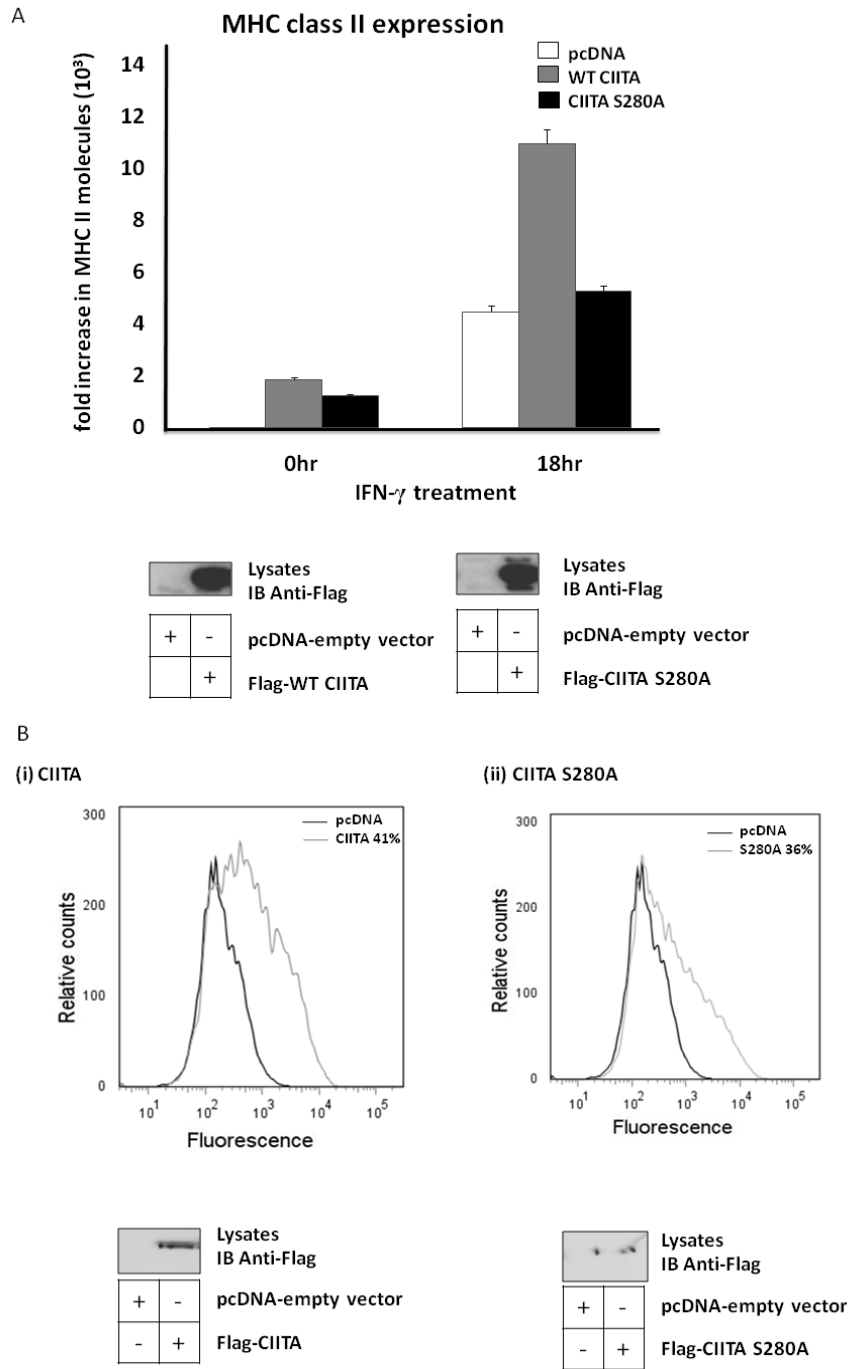 A
MHC class II expression
pcDNA
WT CIITA
CIITA S280A
fold increase in MHC II molecules (10³)
14
12
10
8
6
4
2
0
0hr 18hr
IFN-γ treatment
Lysates
IB Anti-Flag
+ - pcDNA-empty vector
+ Flag-WT CIITA
Lysates
IB Anti-Flag
+ - pcDNA-empty vector
+ Flag-CIITA S280A
B
(i) CIITA
300
200
100
0
Relative counts
pcDNA
CIITA 41%
10¹ 10² 10³ 10⁴ 10⁵
Fluorescence
(ii) CIITA S280A
300
200
100
0
Relative counts
pcDNA
S280A 36%
10¹ 10² 10³ 10⁴ 10⁵
Fluorescence
Lysates
IB Anti-Flag
+ - pcDNA-empty vector
- + Flag-CIITA
Lysates
IB Anti-Flag
+ - pcDNA-empty vector
- + Flag-CIITA S280A